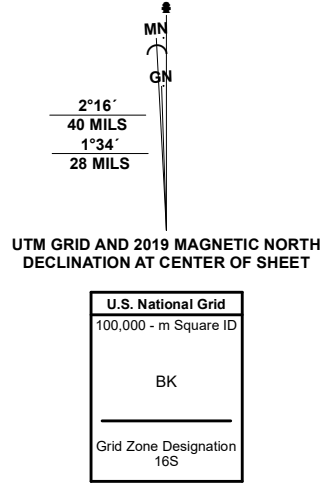 MN
GN
2°16´
40 MILS
1°34´
28 MILS
UTM GRID AND 2019 MAGNETIC NORTH
DECLINATION AT CENTER OF SHEET
U.S. National Grid
100,000 - m Square ID
BK
Grid Zone Designation
16S